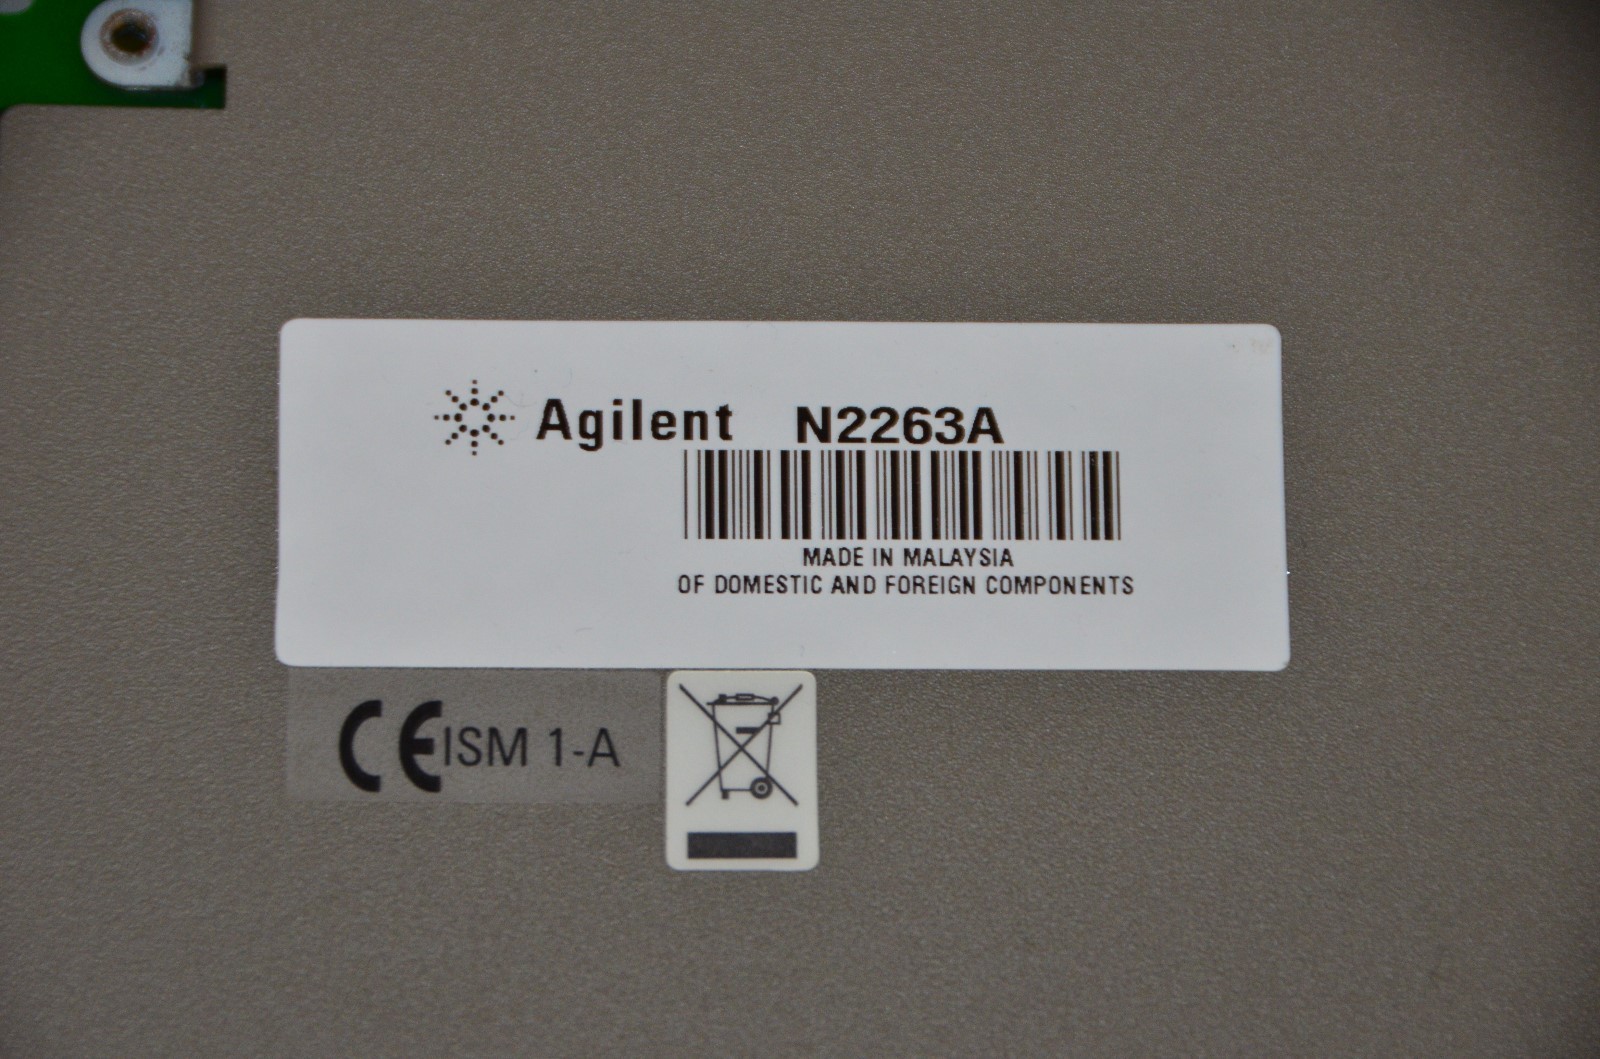 Agilent N2263A
MADE IN MALAYSIA
OF DOMESTIC AND FOREIGN COMPONENTS
CE ISM 1-A